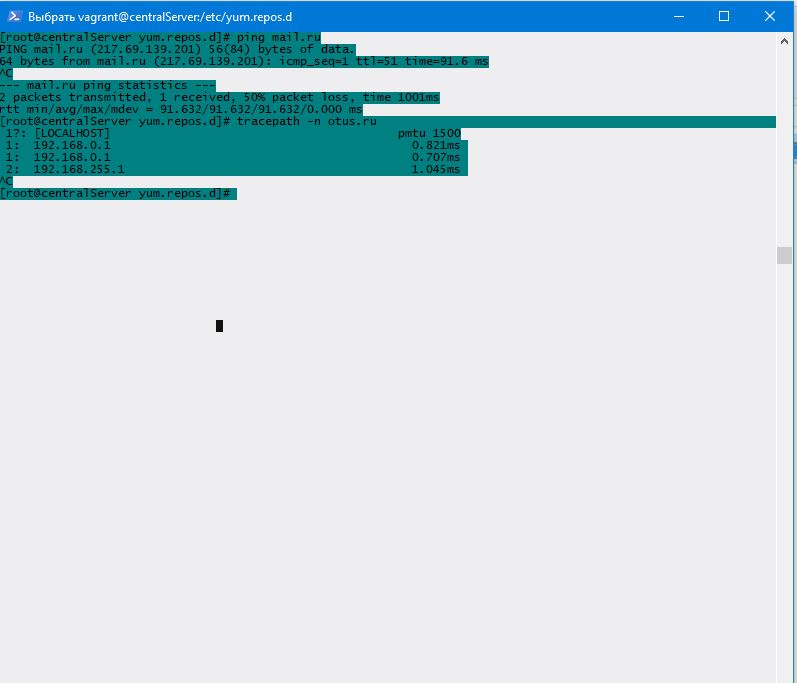 Выбрать vagrant@centralServer:/etc/yum.repos.d
[root@centralServer yum.repos.d]# ping mail.ru
PING mail.ru (217.69.139.201) 56(84) bytes of data.
64 bytes from mail.ru (217.69.139.201): icmp_seq=1 ttl=51 time=91.6 ms
^C
--- mail.ru ping statistics ---
2 packets transmitted, 1 received, 50% packet loss, time 1001ms
rtt min/avg/max/mdev = 91.632/91.632/91.632/0.000 ms
[root@centralServer yum.repos.d]# tracepath -n otus.ru
 1?: [LOCALHOST]                                         pmtu 1500
 1:  192.168.0.1                                           0.821ms
 1:  192.168.0.1                                           0.707ms
 2:  192.168.255.1                                         1.045ms
^C
[root@centralServer yum.repos.d]#